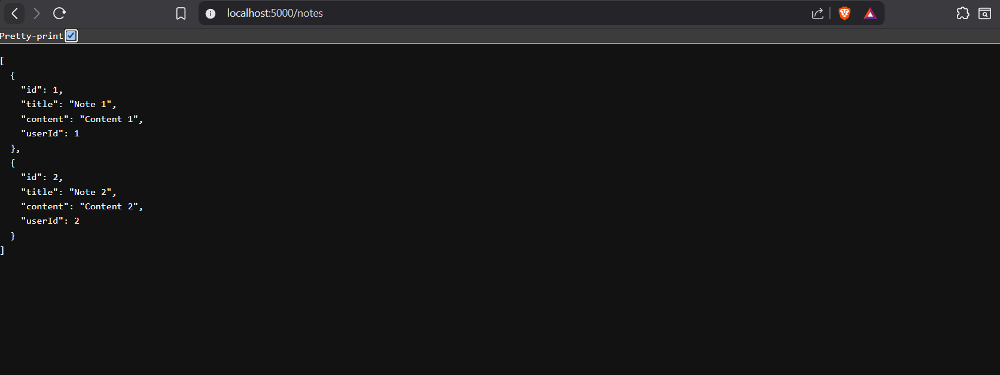 localhost:5000/notes
Pretty-print
[
  {
    "id": 1,
    "title": "Note 1",
    "content": "Content 1",
    "userId": 1
  },
  {
    "id": 2,
    "title": "Note 2",
    "content": "Content 2",
    "userId": 2
  }
]